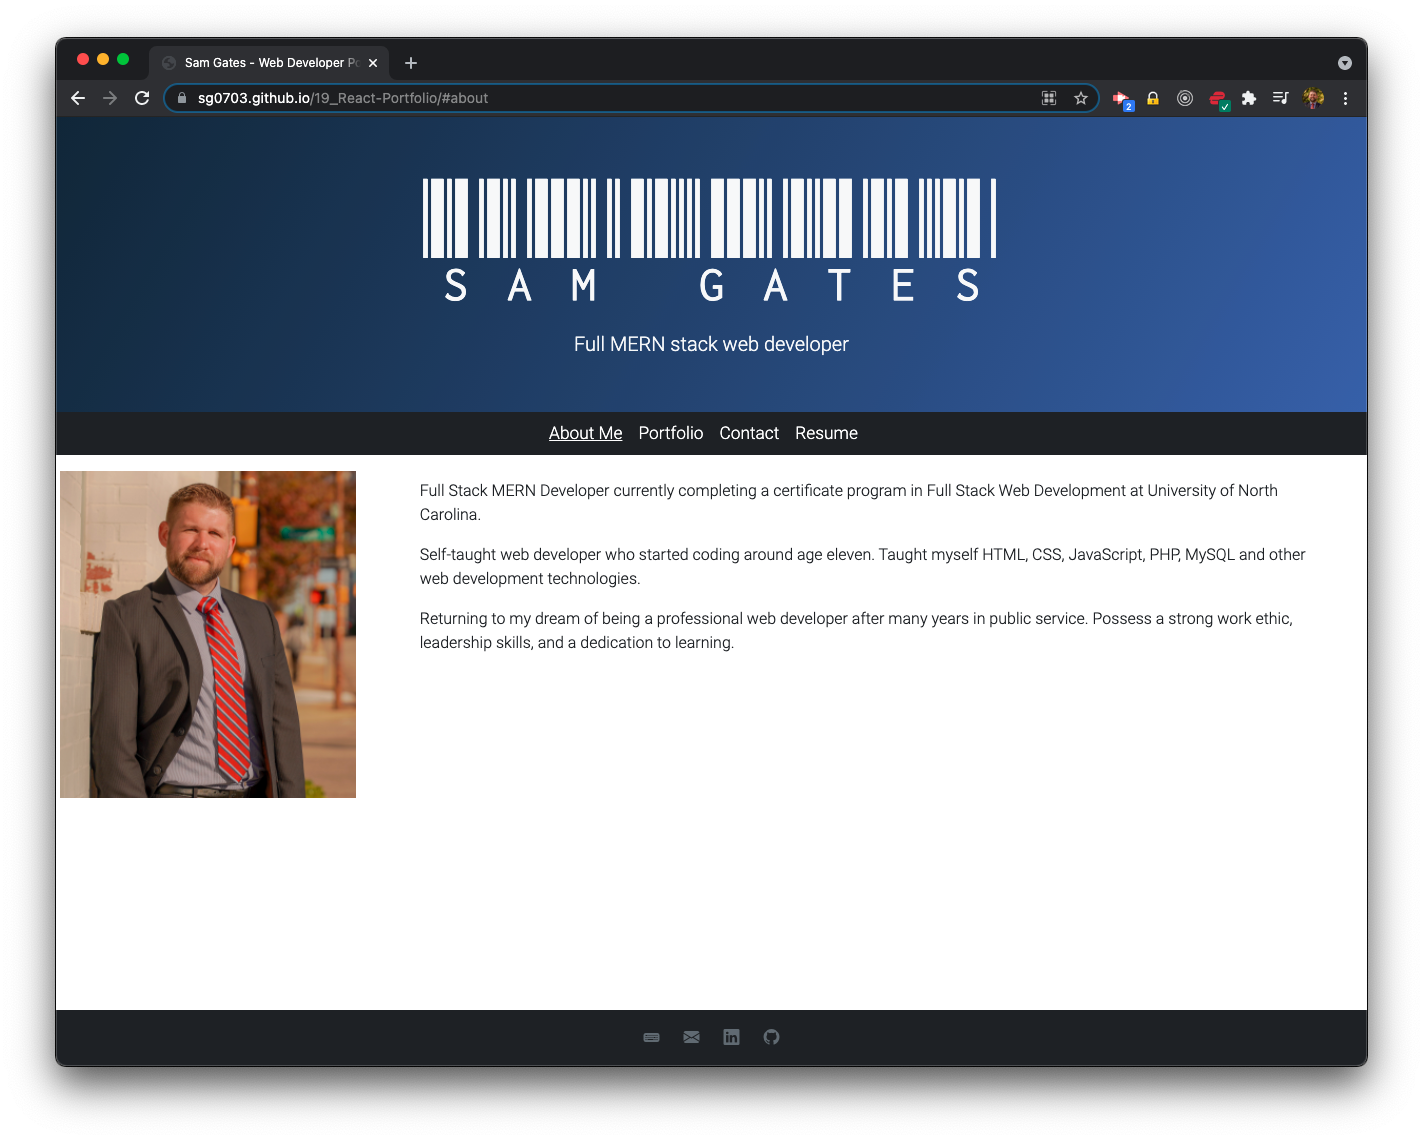 Sam Gates - Web Developer Po
sg0703.github.io/19_React-Portfolio/#about
2
SAM GATES
Full MERN stack web developer
About Me Portfolio Contact Resume
Full Stack MERN Developer currently completing a certificate program in Full Stack Web Development at University of North
Carolina.
Self-taught web developer who started coding around age eleven. Taught myself HTML, CSS, JavaScript, PHP, MySQL and other
web development technologies.
Returning to my dream of being a professional web developer after many years in public service. Possess a strong work ethic,
leadership skills, and a dedication to learning.
in